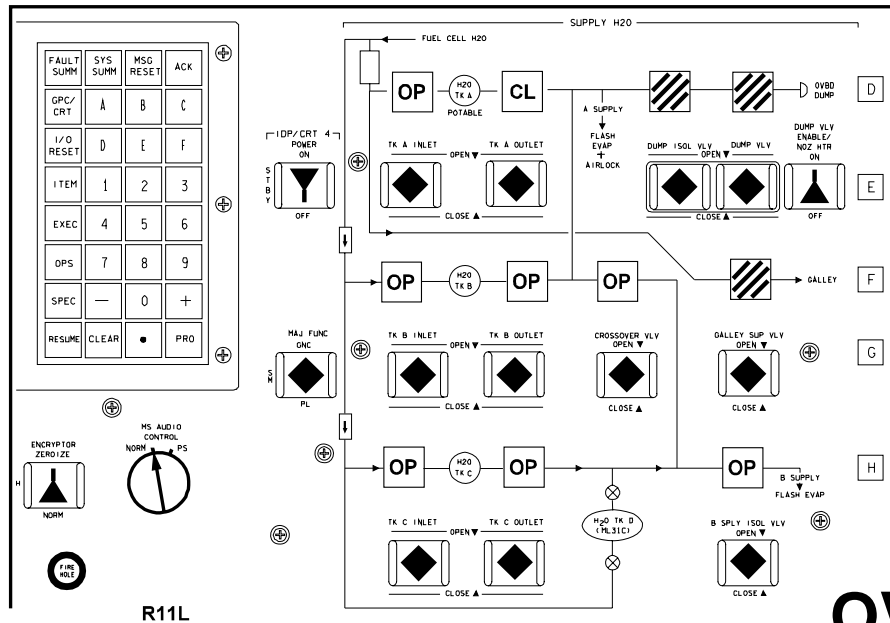 SUPPLY H2O
FUEL CELL H2O
FAULT SUMM
SYS SUMM
MSG RESET
ACK
GPC/ CRT
A
B
C
I/O RESET
D
E
F
ITEM
1
2
3
EXEC
4
5
6
OPS
7
8
9
SPEC
—
0
+
RESUME
CLEAR
●
PRO
IDP/CRT 4
POWER
ON
STBY
OFF
OP
H2O
TK A
POTABLE
CL
A SUPPLY
FLASH
EVAP
+
AIRLOCK
OVBD
DUMP
D
TK A INLET
OPEN ▼
TK A OUTLET
CLOSE ▲
DUMP ISOL VLV
DUMP VLV
OPEN ▼
CLOSE ▲
DUMP VLV
ENABLE/
NOZ HTR
ON
OFF
E
OP
H2O
TK B
OP
OP
GALLEY
F
MAJ FUNC
GNC
SM
PL
TK B INLET
OPEN ▼
TK B OUTLET
CLOSE ▲
CROSSOVER VLV
OPEN ▼
CLOSE ▲
GALLEY SUP VLV
OPEN ▼
CLOSE ▲
G
ENCRYPTOR
ZEROIZE
H
NORM
MS AUDIO
CONTROL
NORM
PS
OP
H2O
TK C
OP
OP
B SUPPLY
FLASH EVAP
H
TK C INLET
OPEN ▼
TK C OUTLET
CLOSE ▲
H2O TK D
(ML31C)
B SPLY ISOL VLV
OPEN ▼
CLOSE ▲
FIRE
HOLE
R11L
OV